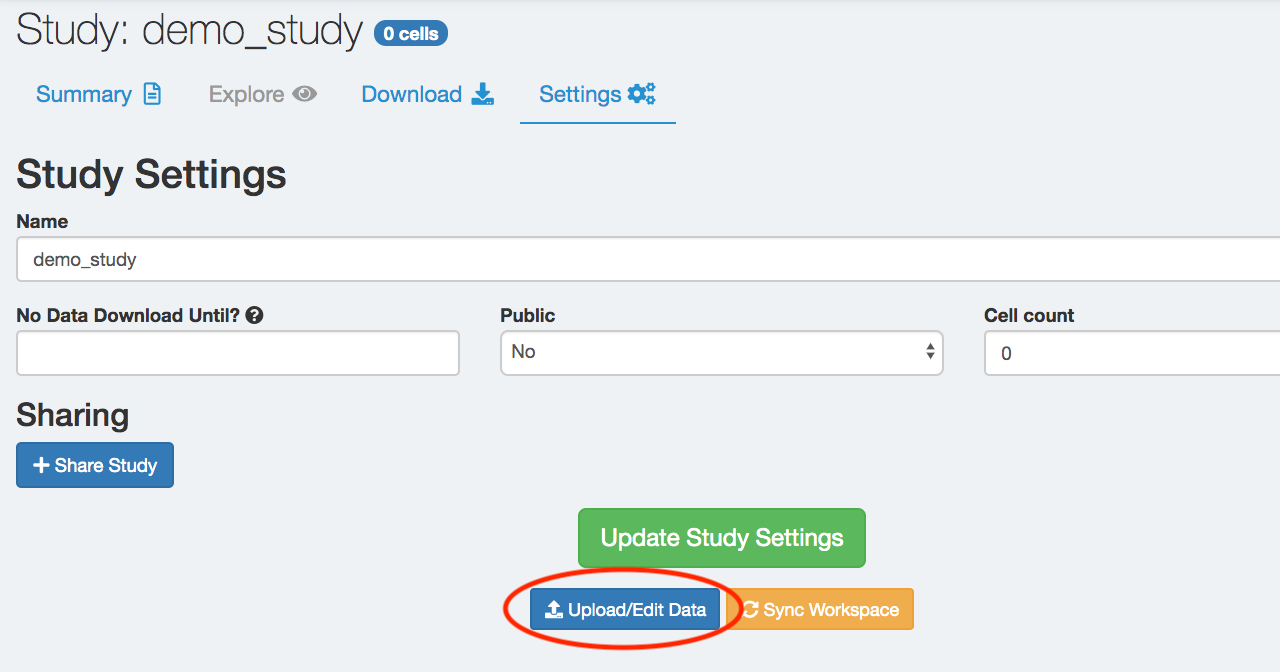 Study: demo_study 0 cells
Summary Explore Download Settings
Study Settings
Name
demo_study
No Data Download Until? Public Cell count
No 0
Sharing
Share Study
Update Study Settings
Upload/Edit Data Sync Workspace